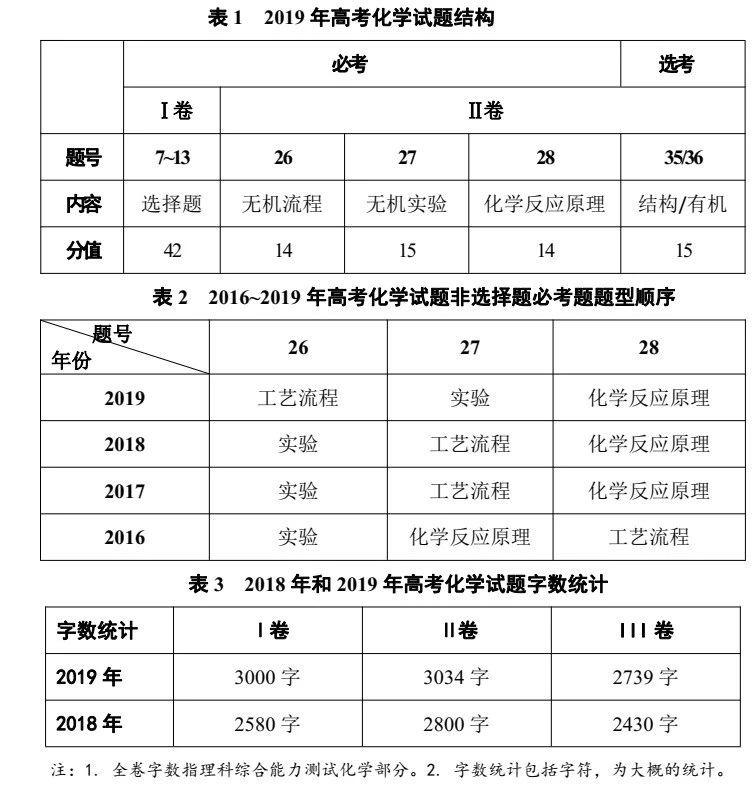 表 1 2019 年高考化学试题结构
必考 选考
Ⅰ卷 Ⅱ卷
题号 7~13 26 27 28 35/36
内容 选择题 无机流程 无机实验 化学反应原理 结构/有机
分值 42 14 15 14 15
表 2 2016~2019 年高考化学试题非选择题必考题题型顺序
题号
年份 26 27 28
2019 工艺流程 实验 化学反应原理
2018 实验 工艺流程 化学反应原理
2017 实验 工艺流程 化学反应原理
2016 实验 化学反应原理 工艺流程
表 3 2018 年和 2019 年高考化学试题字数统计
字数统计 I 卷 II卷 III 卷
2019 年 3000 字 3034 字 2739 字
2018 年 2580 字 2800 字 2430 字
注：1. 全卷字数指理科综合能力测试化学部分。2. 字数统计包括字符，为大概的统计。